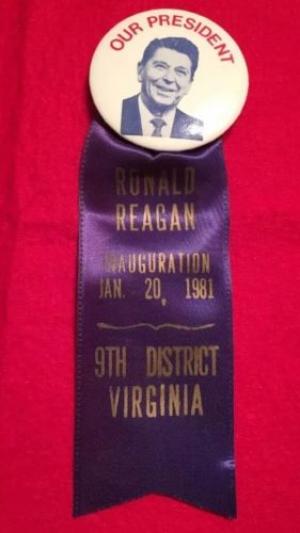 OUR PRESIDENT
RONALD
REAGAN
INAUGURATION
JAN. 20, 1981
9TH DISTRICT
VIRGINIA